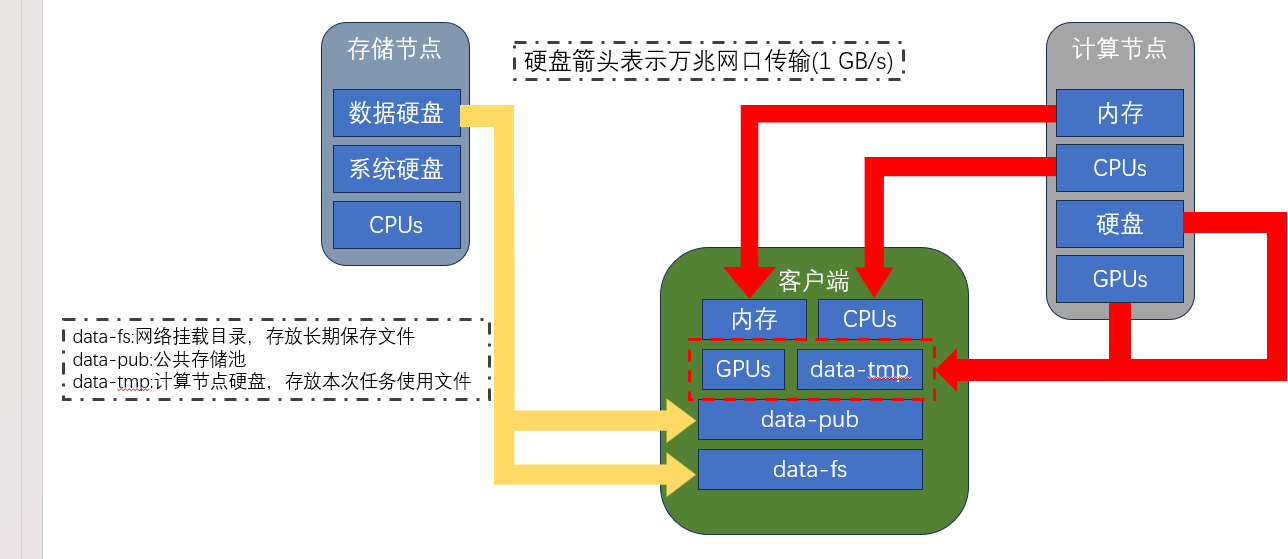 存储节点
数据硬盘
系统硬盘
CPUs
硬盘箭头表示万兆网口传输(1 GB/s)
计算节点
内存
CPUs
硬盘
GPUs
data-fs:网络挂载目录，存放长期保存文件
data-pub:公共存储池
data-tmp:计算节点硬盘，存放本次任务使用文件
客户端
内存
CPUs
GPUs
data-tmp
data-pub
data-fs